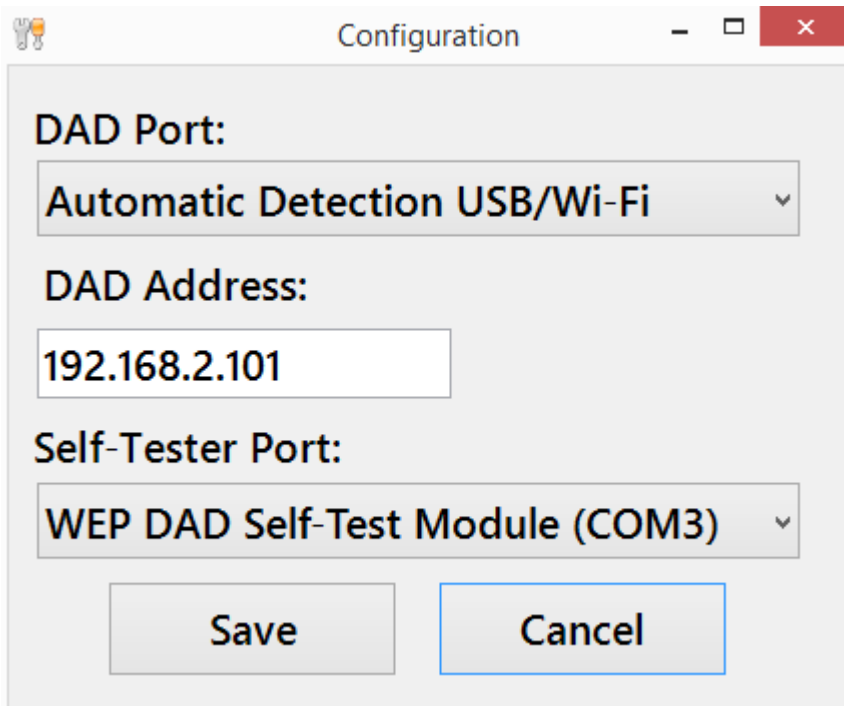 Configuration
DAD Port:
Automatic Detection USB/Wi-Fi
DAD Address:
192.168.2.101
Self-Tester Port:
WEP DAD Self-Test Module (COM3)
Save
Cancel